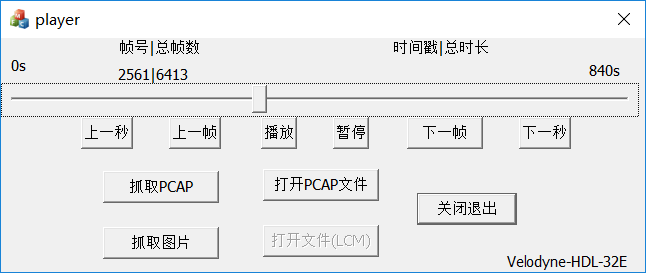 player
帧号|总帧数 时间戳|总时长
0s 2561|6413 840s
上一秒 上一帧 播放 暂停 下一帧 下一秒
抓取PCAP 打开PCAP文件
关闭退出
抓取图片 打开文件(LCM)
Velodyne-HDL-32E